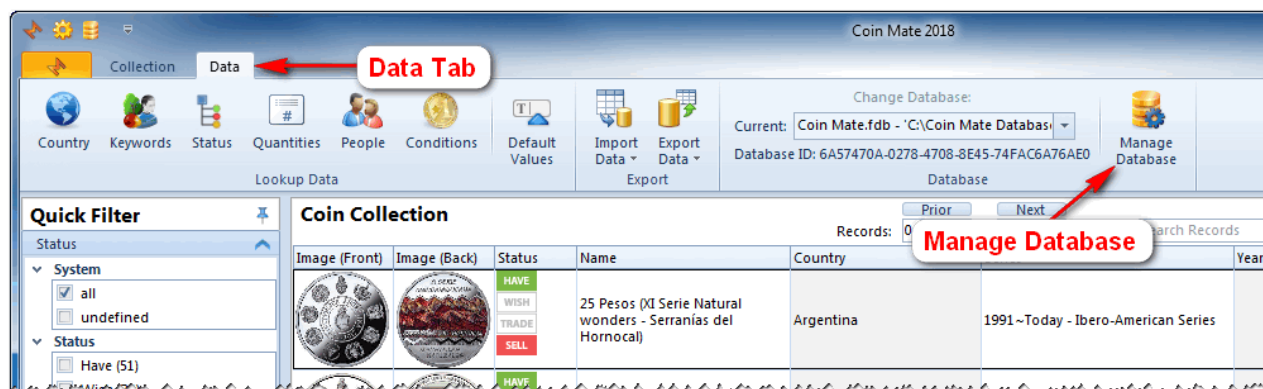 Coin Mate 2018
Collection Data
Data Tab
Country Keywords Status Quantities People Conditions
Default Values
Import Data
Export Data
Change Database:
Current: Coin Mate.fdb - 'C:\Coin Mate Databas
Database ID: 6A57470A-0278-4708-8E45-74FAC6A76AE0
Manage Database
Lookup Data Export Database
Quick Filter
Status
System
all
undefined
Status
Have (51)
Coin Collection
Prior Next
Records: 0
Manage Database
earch Records
Image (Front) Image (Back) Status Name Country Year
HAVE
WISH
TRADE
SELL
25 Pesos (XI Serie Natural
wonders - Serranías del
Hornocal)
Argentina
1991~Today - Ibero-American Series
HAVE